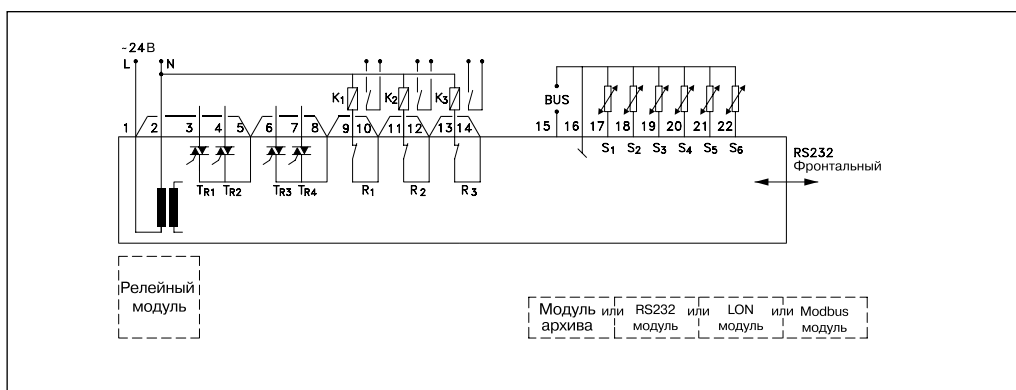 ~24В
L N
K1 K2 K3
BUS
1 2 3 4 5 6 7 8 9 10 11 12 13 14 15 16 17 18 19 20 21 22
S1 S2 S3 S4 S5 S6
RS232
Фронтальный
TR1 TR2 TR3 TR4 R1 R2 R3
Релейный
модуль
Модуль или RS232 или LON или Modbus
архива модуль модуль модуль